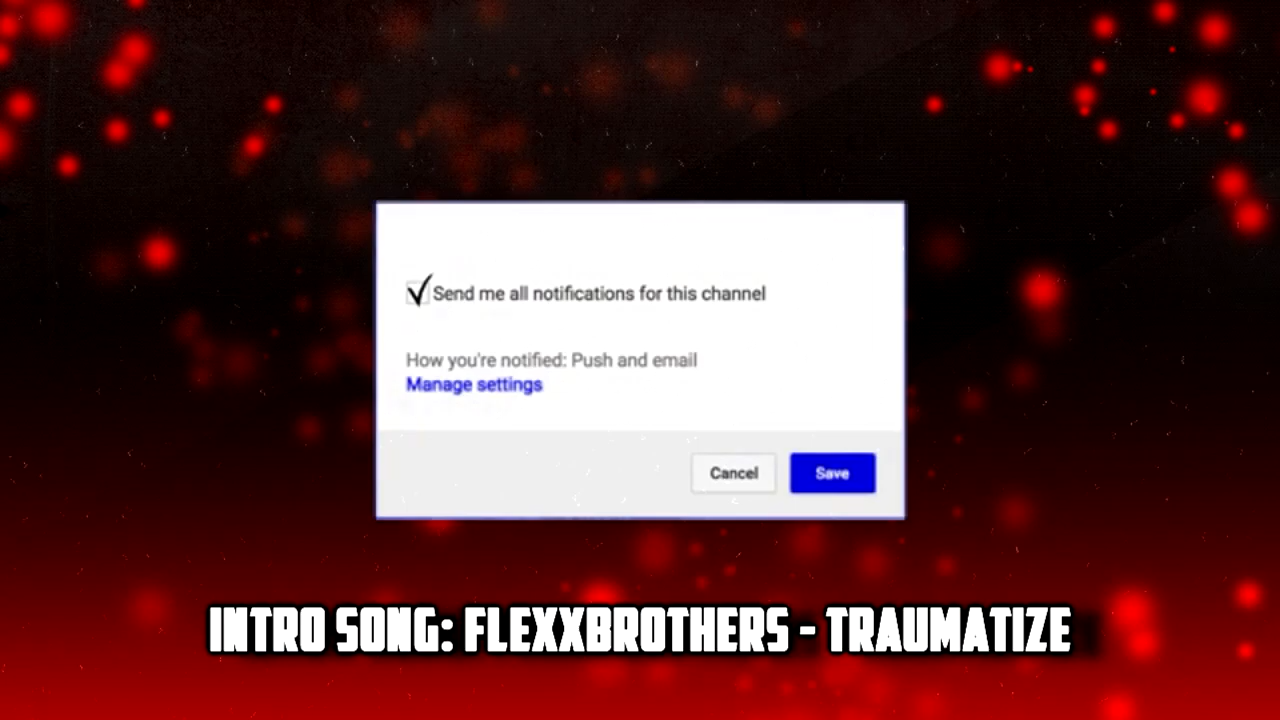 Send me all notifications for this channel
How you're notified: Push and email
Manage settings
Cancel Save
INTRO SONG: FLEXXBROTHERS - TRAUMATIZE